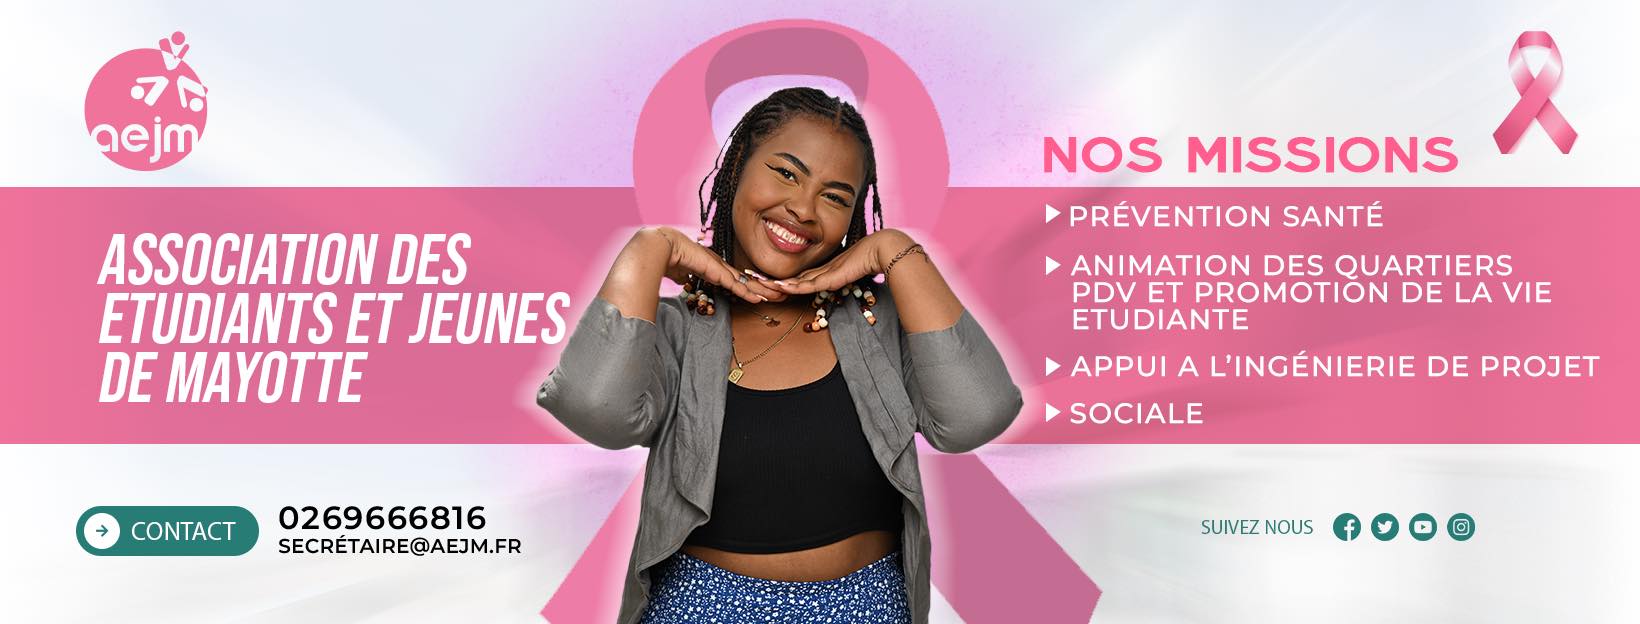 aejm
ASSOCIATION DES
ETUDIANTS ET JEUNES
DE MAYOTTE
CONTACT
0269666816
SECRÉTAIRE@AEJM.FR
NOS MISSIONS
PRÉVENTION SANTÉ
ANIMATION DES QUARTIERS
PDV ET PROMOTION DE LA VIE
ETUDIANTE
APPUI A L'INGÉNIERIE DE PROJET
SOCIALE
SUIVEZ NOUS